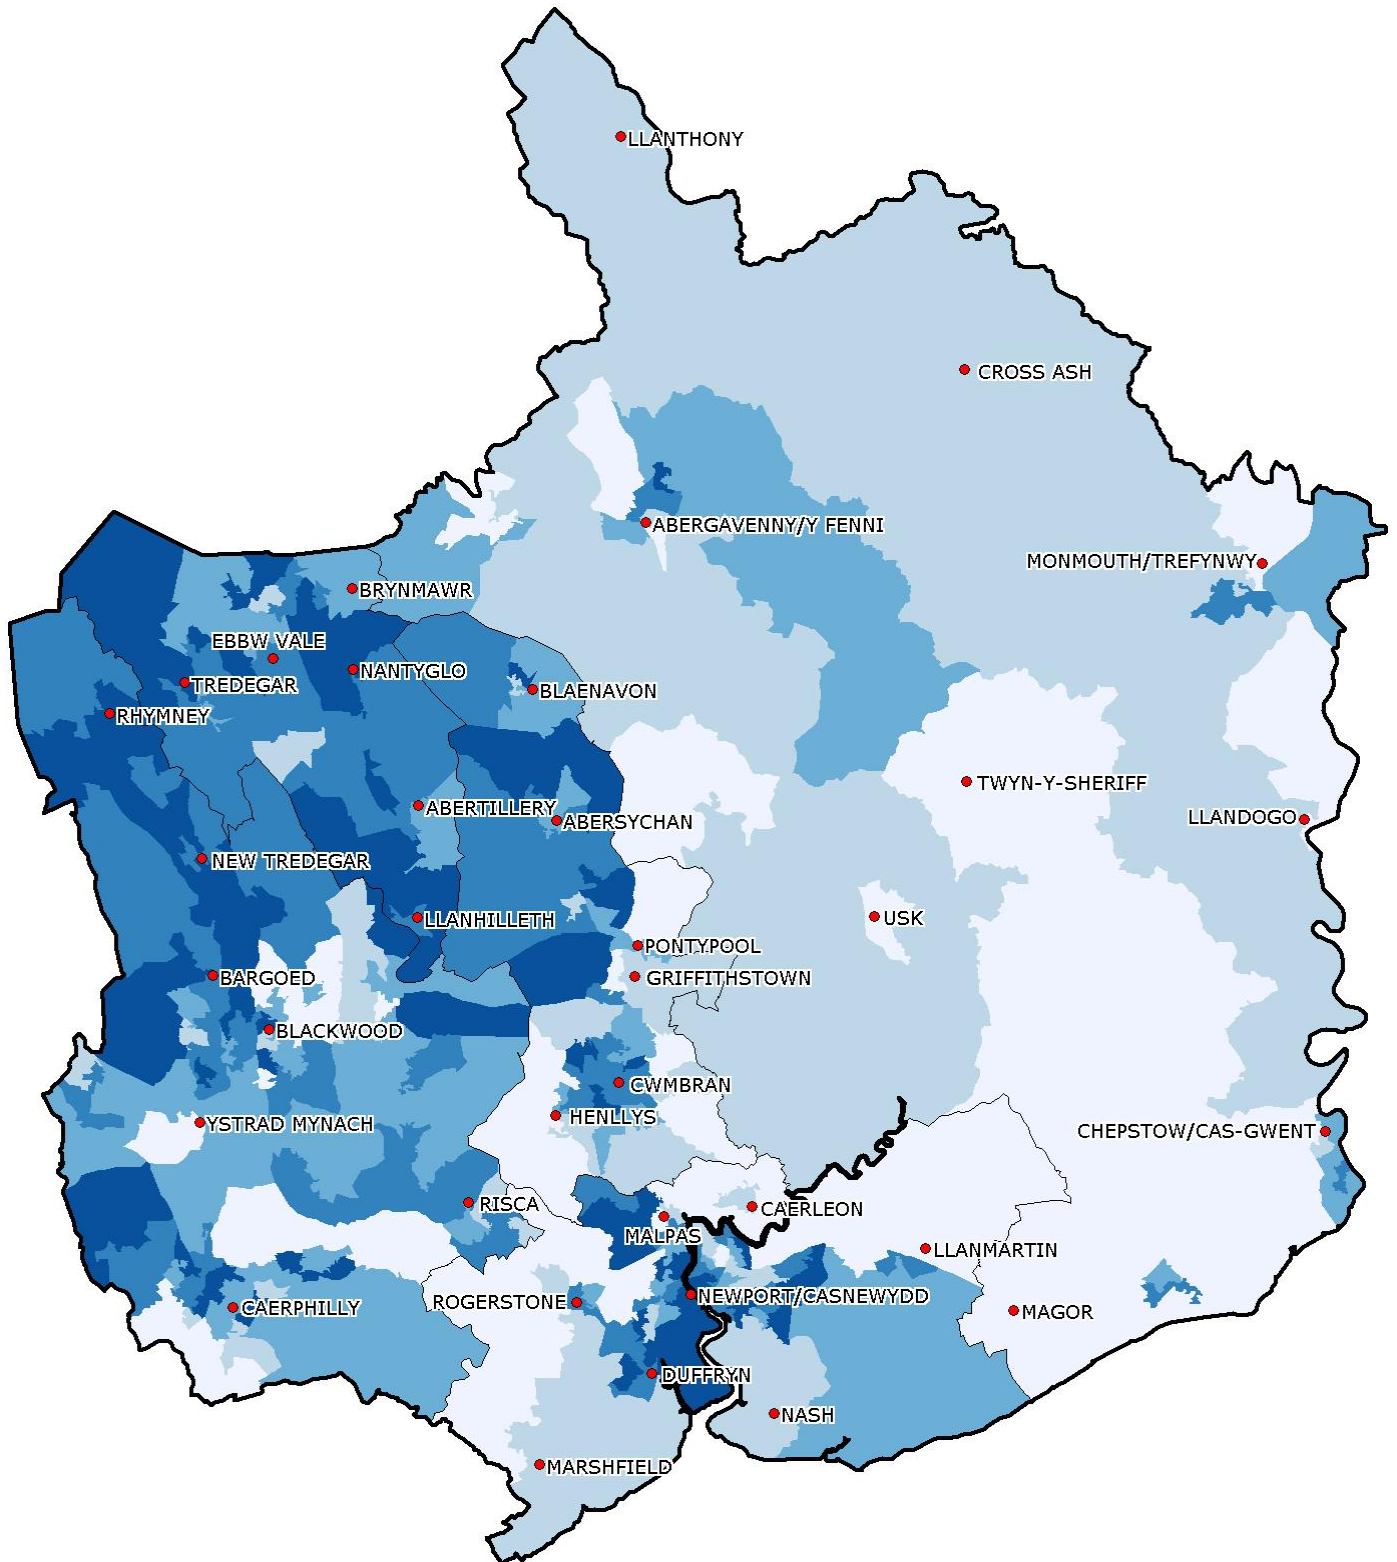 LLANTHONY
CROSS ASH
ABERGAVENNY/Y FENNI
MONMOUTH/TREFYNWY
BRYNMAWR
EBBW VALE
NANTYGLO
TREDEGAR
BLAENAVON
RHYMNEY
TWYN-Y-SHERIFF
ABERTILLERY
ABERSYCHAN
LLANDOGO
NEW TREDEGAR
LLANHILLETH
USK
PONTYPOOL
BARGOED
GRIFFITHSTOWN
BLACKWOOD
CWMBRAN
HENLLYS
YSTRAD MYNACH
CHEPSTOW/CAS-GWENT
RISCA
CAERLEON
MALPAS
LLANMARTIN
ROGERSTONE
NEWPORT/CASNEWYDD
CAERPHILLY
MAGOR
DUFFRYN
NASH
MARSHFIELD